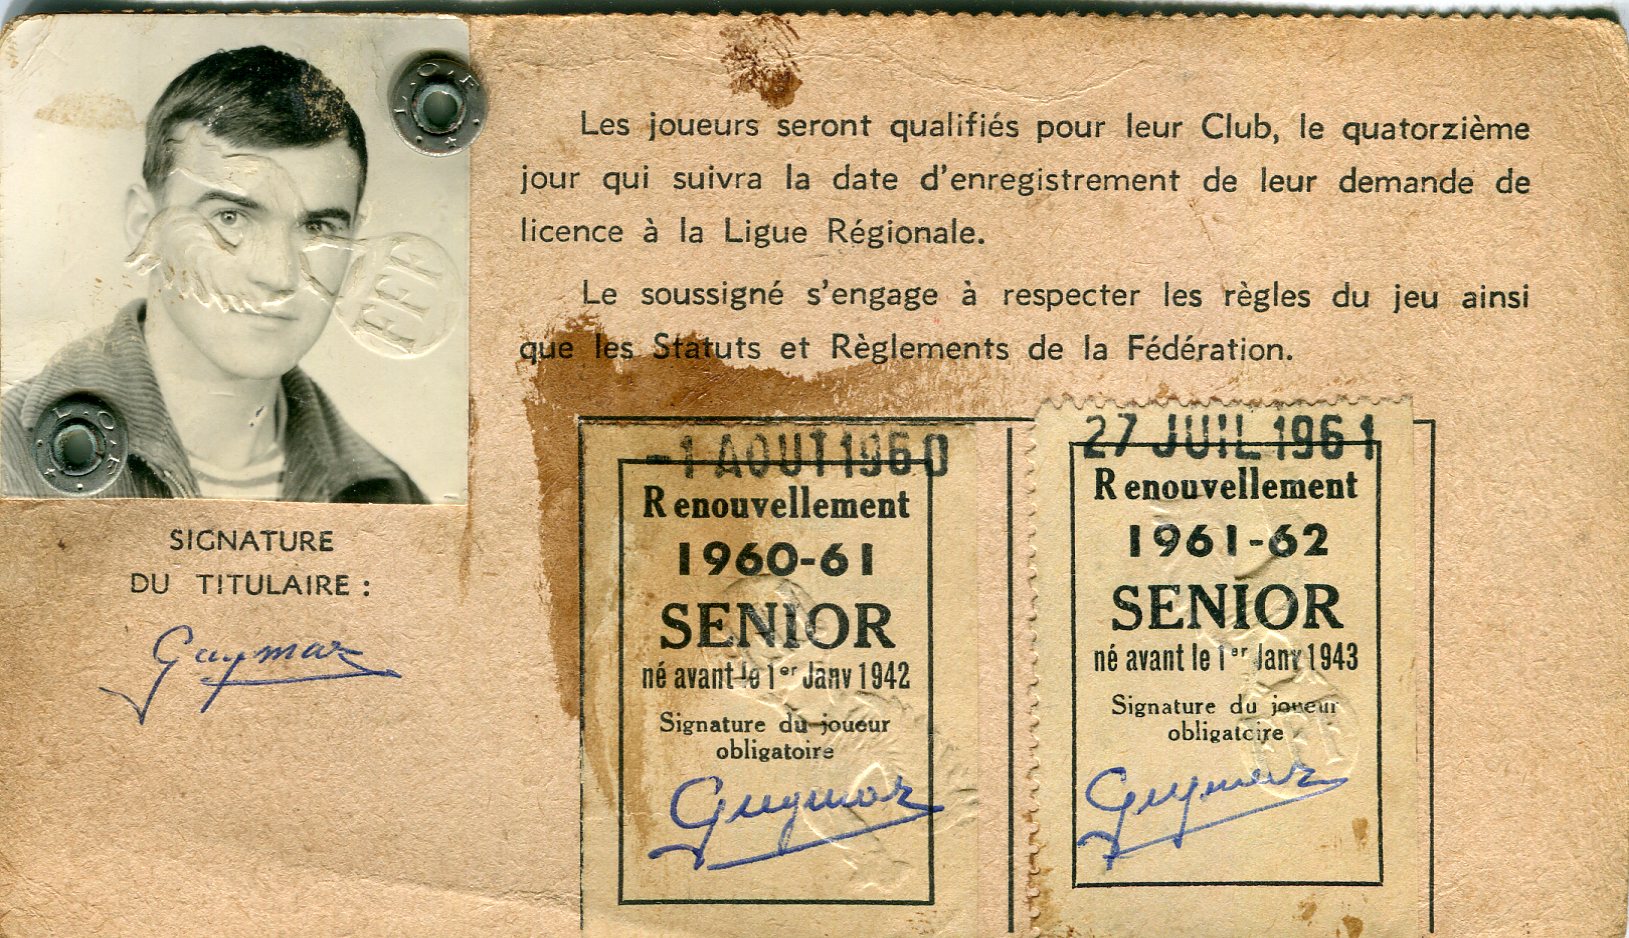 Les joueurs seront qualifiés pour leur Club, le quatorzième
jour qui suivra la date d'enregistrement de leur demande de
licence à la Ligue Régionale.
Le soussigné s'engage à respecter les règles du jeu ainsi
que les Statuts et Règlements de la Fédération.
FFF
SIGNATURE
DU TITULAIRE :
-1 AOUT 1960
Renouvellement
1960-61
SENIOR
né avant le 1er Janv 1942
Signature du joueur
obligatoire
27 JUIL 1961
Renouvellement
1961-62
SENIOR
né avant le 1er Janv 1943
Signature du joueur
obligatoire
FFF